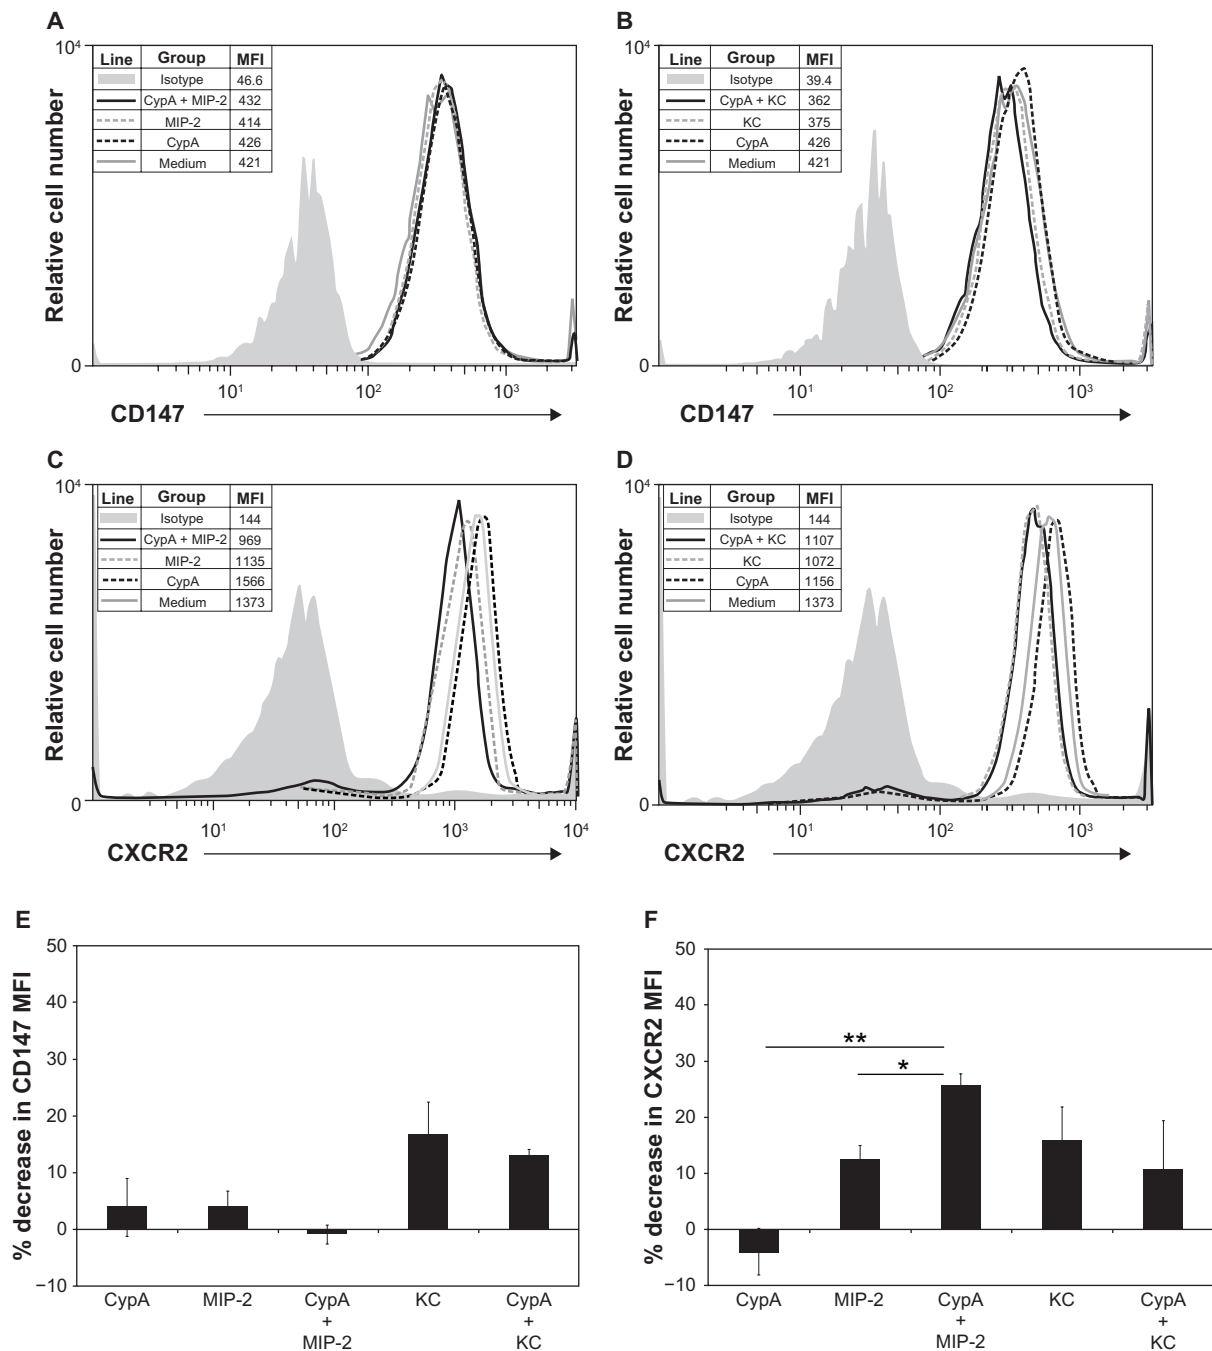 A
10⁴
Relative cell number
0
Line Group MFI
Isotype 46.6
CypA + MIP-2 432
MIP-2 414
CypA 426
Medium 421
10¹ 10² 10³
CD147
B
10⁴
Relative cell number
0
Line Group MFI
Isotype 39.4
CypA + KC 362
KC 375
CypA 426
Medium 421
10¹ 10² 10³
CD147
C
10⁴
Relative cell number
0
Line Group MFI
Isotype 144
CypA + MIP-2 969
MIP-2 1135
CypA 1566
Medium 1373
10¹ 10² 10³ 10⁴
CXCR2
D
10⁴
Relative cell number
0
Line Group MFI
Isotype 144
CypA + KC 1107
KC 1072
CypA 1156
Medium 1373
10¹ 10² 10³
CXCR2
E
% decrease in CD147 MFI
50
40
30
20
10
0
−10
CypA MIP-2 CypA + MIP-2 KC CypA + KC
F
% decrease in CXCR2 MFI
50
40
30
20
10
0
−10
**
*
CypA MIP-2 CypA + MIP-2 KC CypA + KC